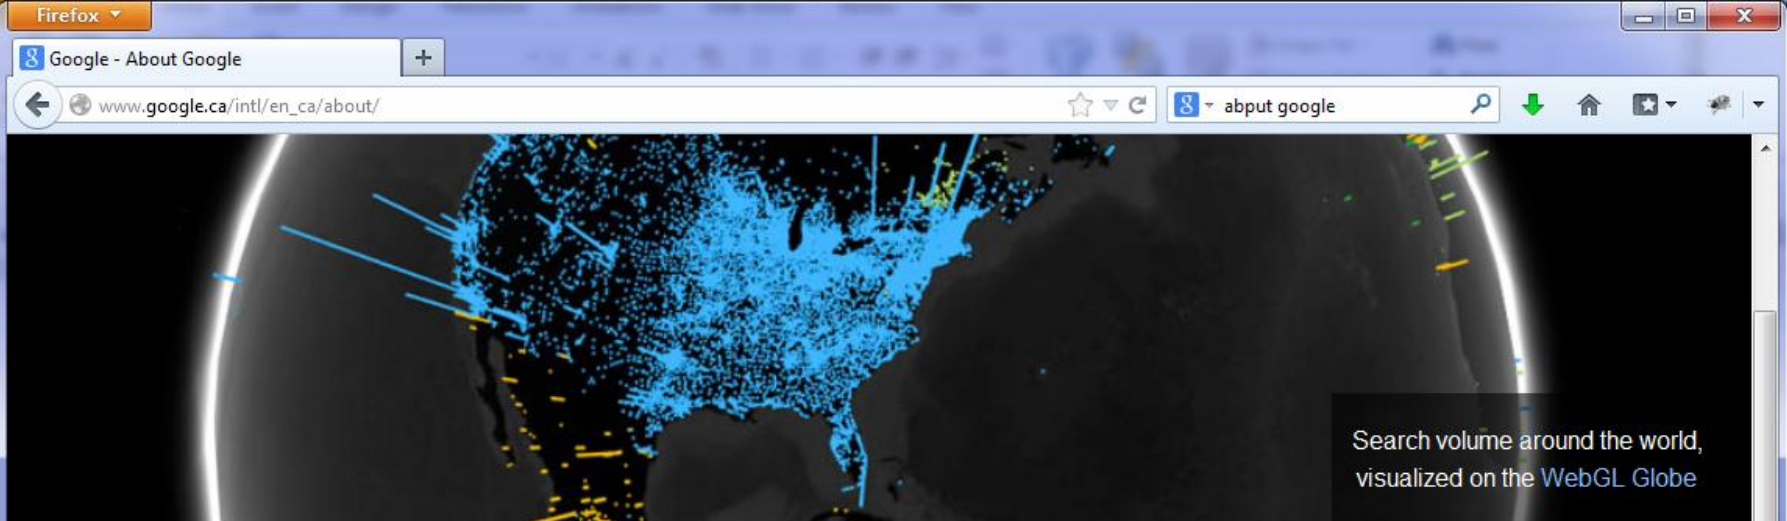 Firefox
Google - About Google
www.google.ca/intl/en_ca/about/
abput google
Search volume around the world,
visualized on the WebGL Globe